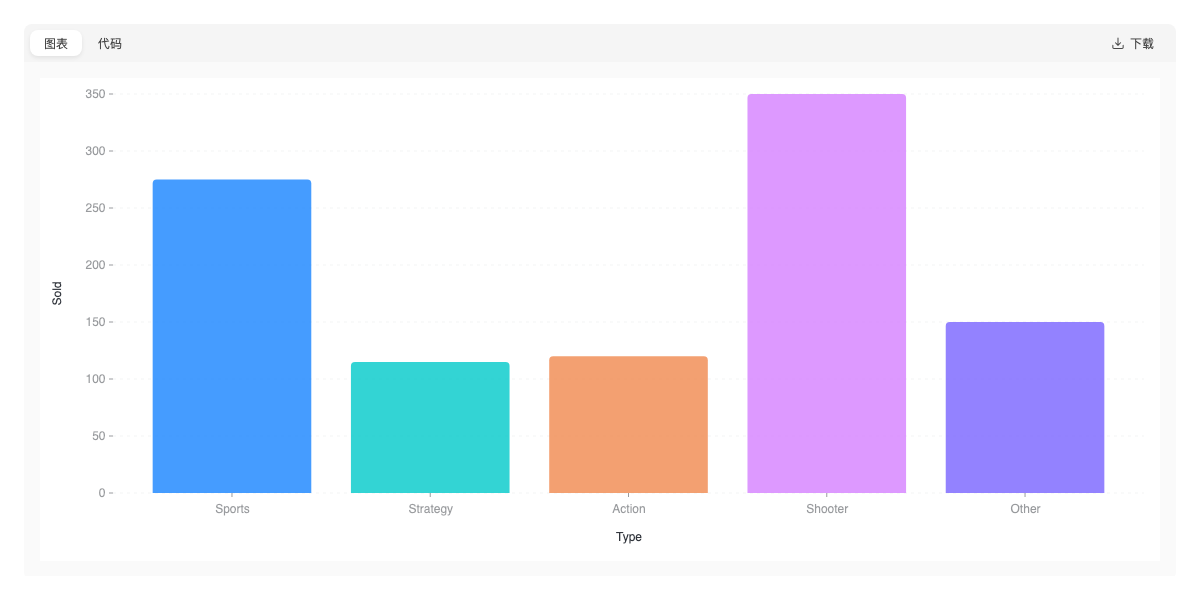 图表 代码 下载
350
300
250
200
150
100
50
0
Sold
Sports Strategy Action Shooter Other
Type